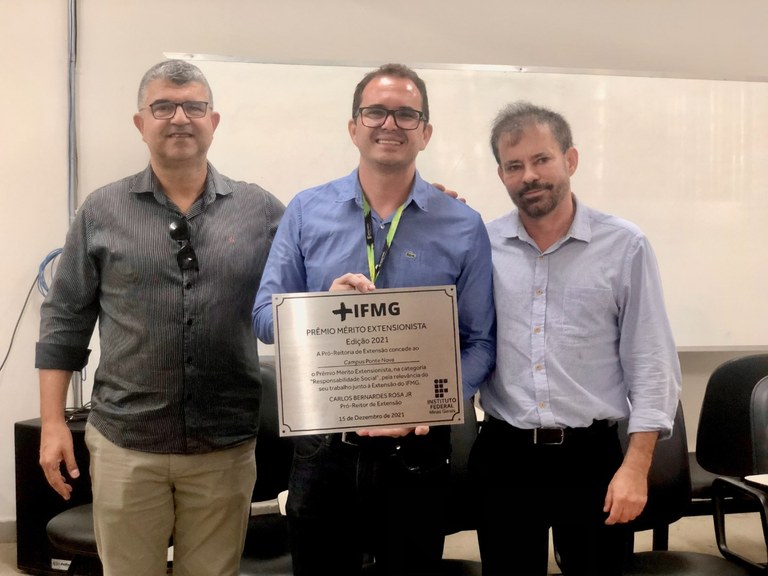 +IFMG
PRÊMIO MÉRITO EXTENSIONISTA
Edição 2021
A Pró-Reitoria de Extensão concede ao
Campus Ponte Nova
o Prêmio Mérito Extensionista, na categoria
"Responsabilidade Social", pela relevância do
seu trabalho junto à Extensão do IFMG.
CARLOS BERNARDES ROSA JR
Pró-Reitor de Extensão
15 de Dezembro de 2021
INSTITUTO
FEDERAL
Minas Gerais